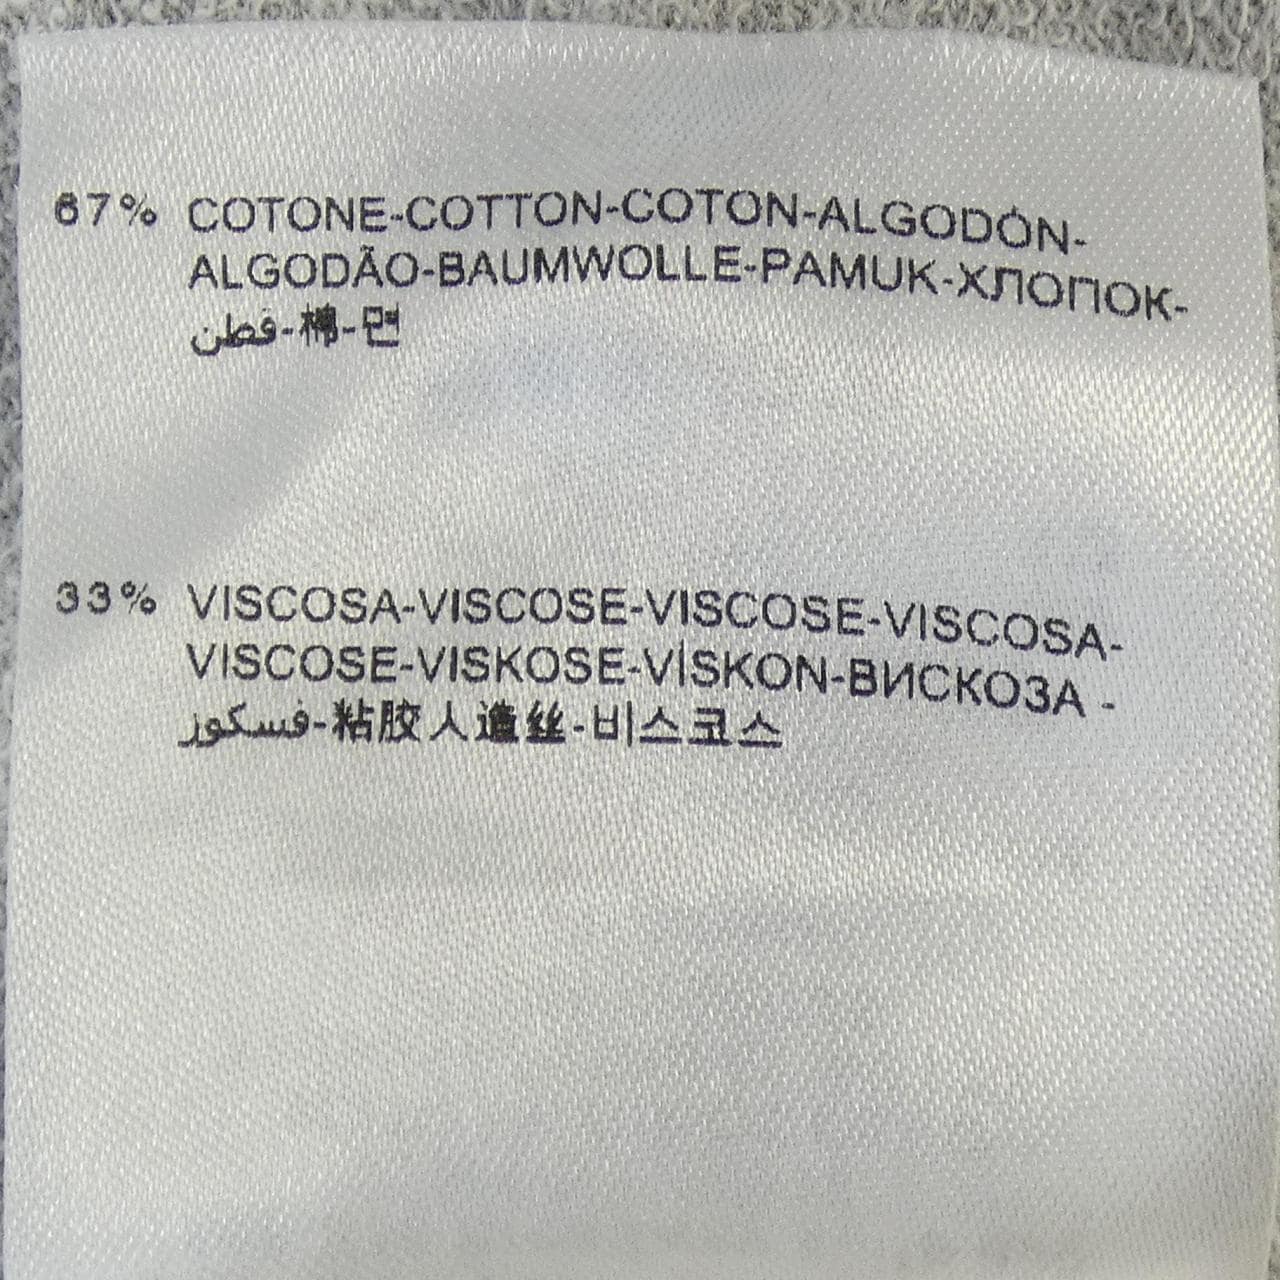 67% COTONE-COTTON-COTON-ALGODÓN-
ALGODÃO-BAUMWOLLE-PAMUK-ХЛОПОК-
قطن-棉-면
33% VISCOSA-VISCOSE-VISCOSE-VISCOSA-
VISCOSE-VISKOSE-VİSKON-ВИСКОЗА -
فسكوز-粘胶人造丝-비스코스